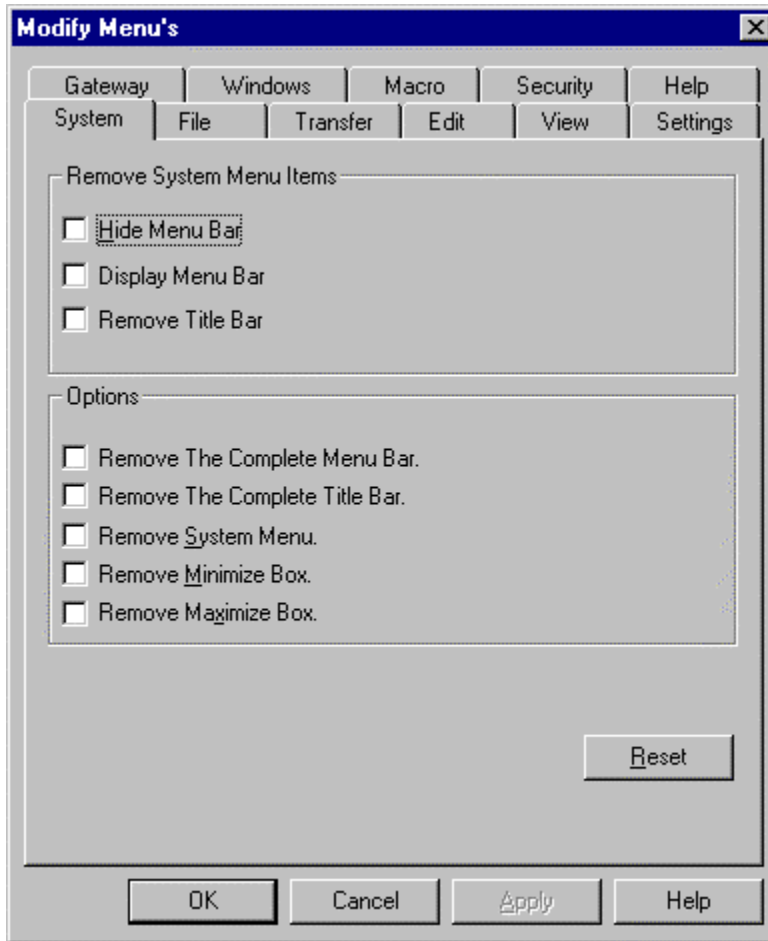 Modify Menu's
Gateway Windows Macro Security Help
System File Transfer Edit View Settings
Remove System Menu Items
Hide Menu Bar
Display Menu Bar
Remove Title Bar
Options
Remove The Complete Menu Bar.
Remove The Complete Title Bar.
Remove System Menu.
Remove Minimize Box.
Remove Maximize Box.
Reset
OK Cancel Apply Help